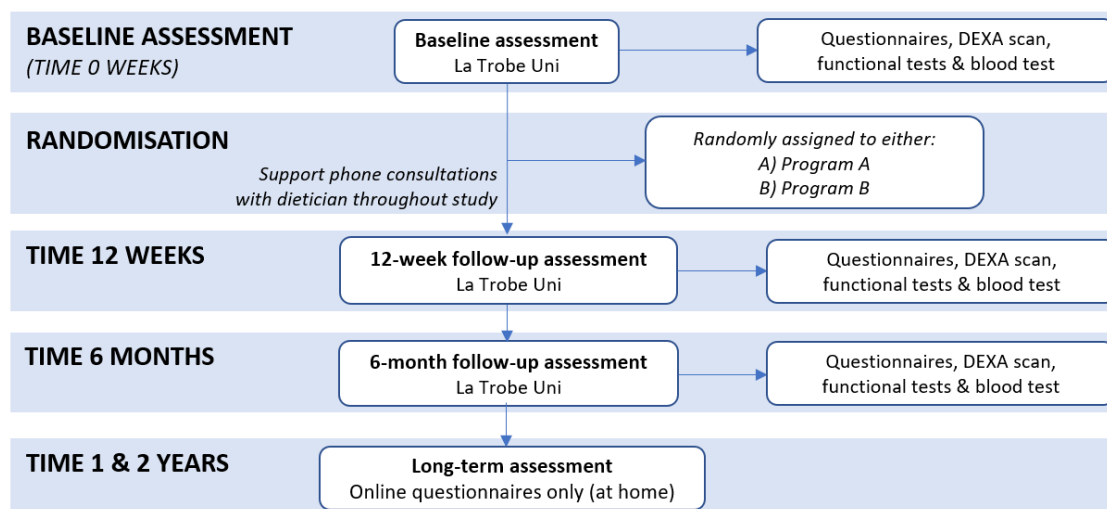 BASELINE ASSESSMENT
(TIME 0 WEEKS)
Baseline assessment
La Trobe Uni
Questionnaires, DEXA scan,
functional tests & blood test
RANDOMISATION
Support phone consultations
with dietician throughout study
Randomly assigned to either:
A) Program A
B) Program B
TIME 12 WEEKS
12-week follow-up assessment
La Trobe Uni
Questionnaires, DEXA scan,
functional tests & blood test
TIME 6 MONTHS
6-month follow-up assessment
La Trobe Uni
Questionnaires, DEXA scan,
functional tests & blood test
TIME 1 & 2 YEARS
Long-term assessment
Online questionnaires only (at home)